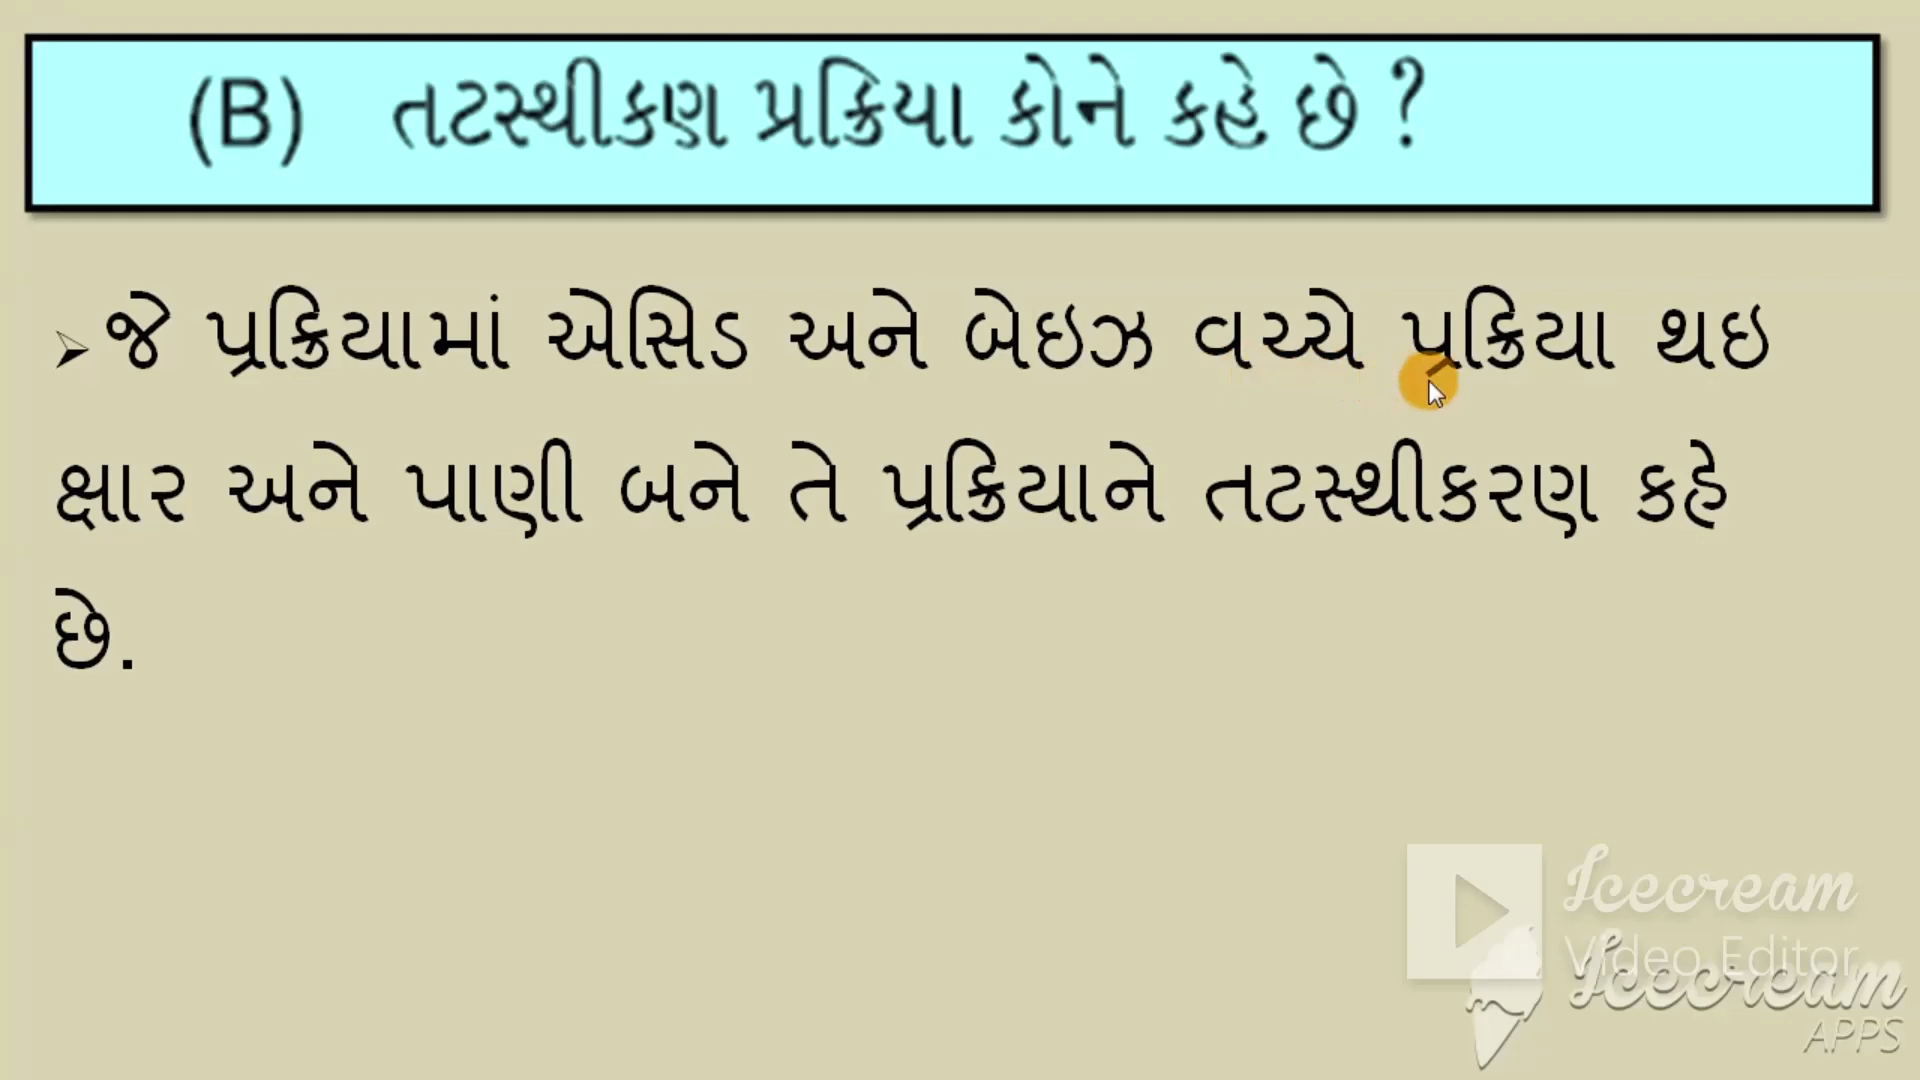 (B) તટસ્થીકણ પ્રક્રિયા કોને કહે છે ?
➢જે પ્રક્રિયામાં એસિડ અને બેઇઝ વચ્ચે પ્રક્રિયા થઇ
ક્ષાર અને પાણી બને તે પ્રક્રિયાને તટસ્થીકરણ કહે
છે.
Icecream
Video Editor
Icecream
APPS